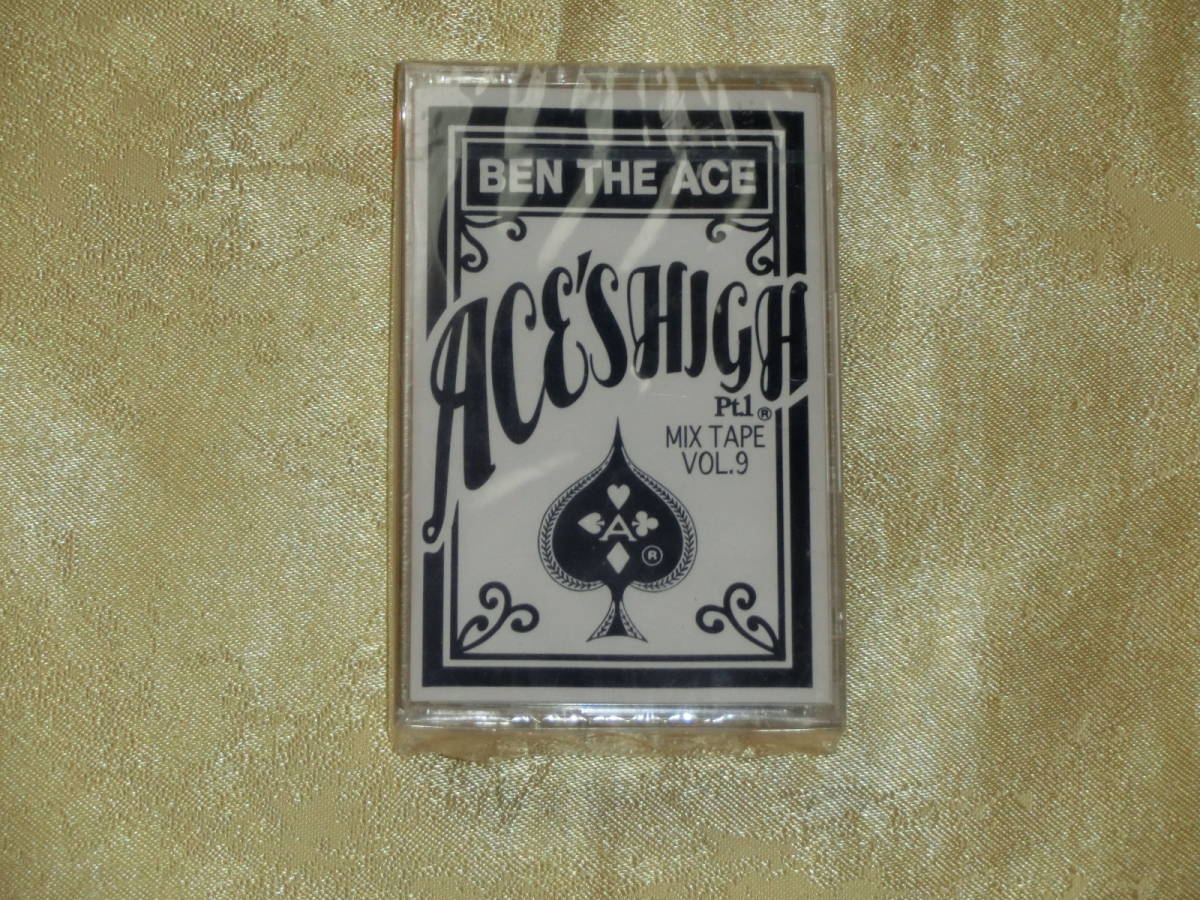 BEN THE ACE
ACE'S HIGH
Pt.1 ®
MIX TAPE
VOL.9
A
®